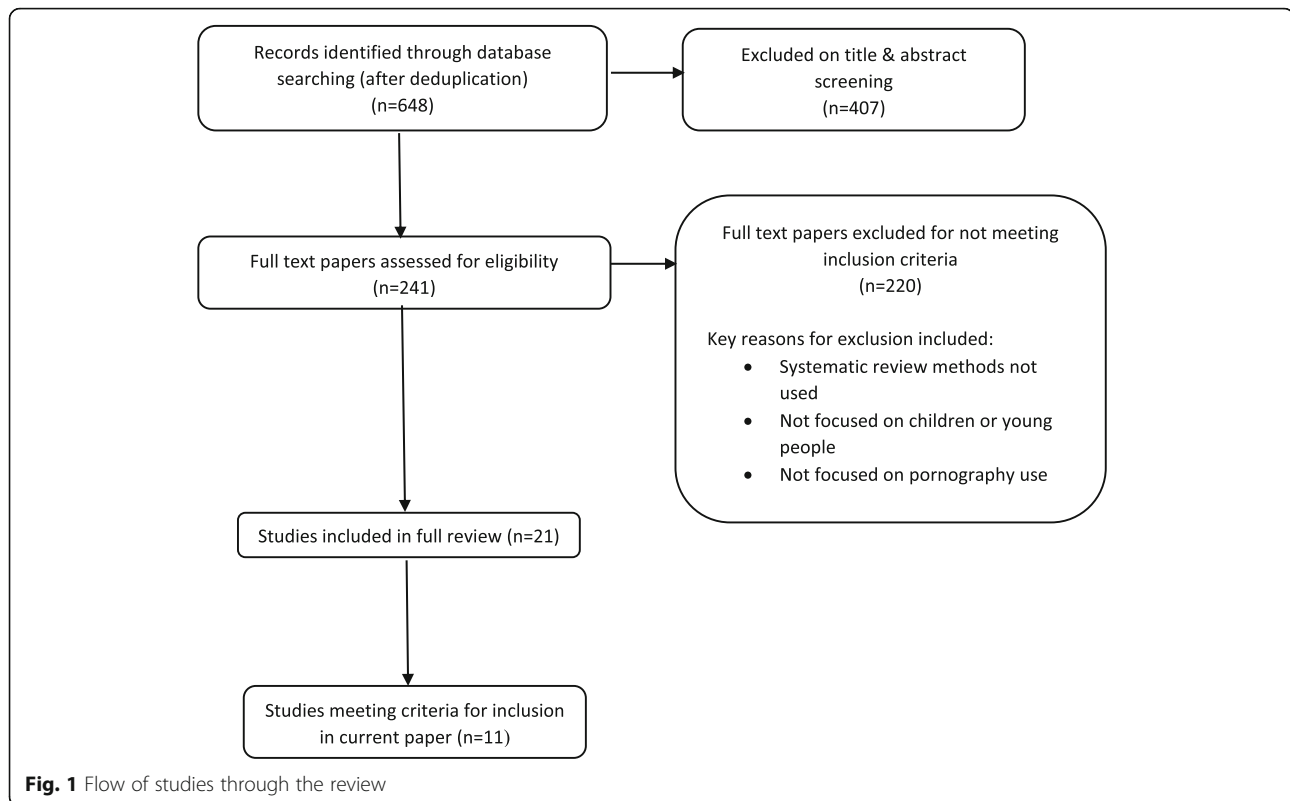 Records identified through database
searching (after deduplication)
(n=648)
Excluded on title & abstract
screening
(n=407)
Full text papers assessed for eligibility
(n=241)
Full text papers excluded for not meeting
inclusion criteria
(n=220)
Key reasons for exclusion included:
• Systematic review methods not
used
• Not focused on children or young
people
• Not focused on pornography use
Studies included in full review (n=21)
Studies meeting criteria for inclusion
in current paper (n=11)
Fig. 1 Flow of studies through the review